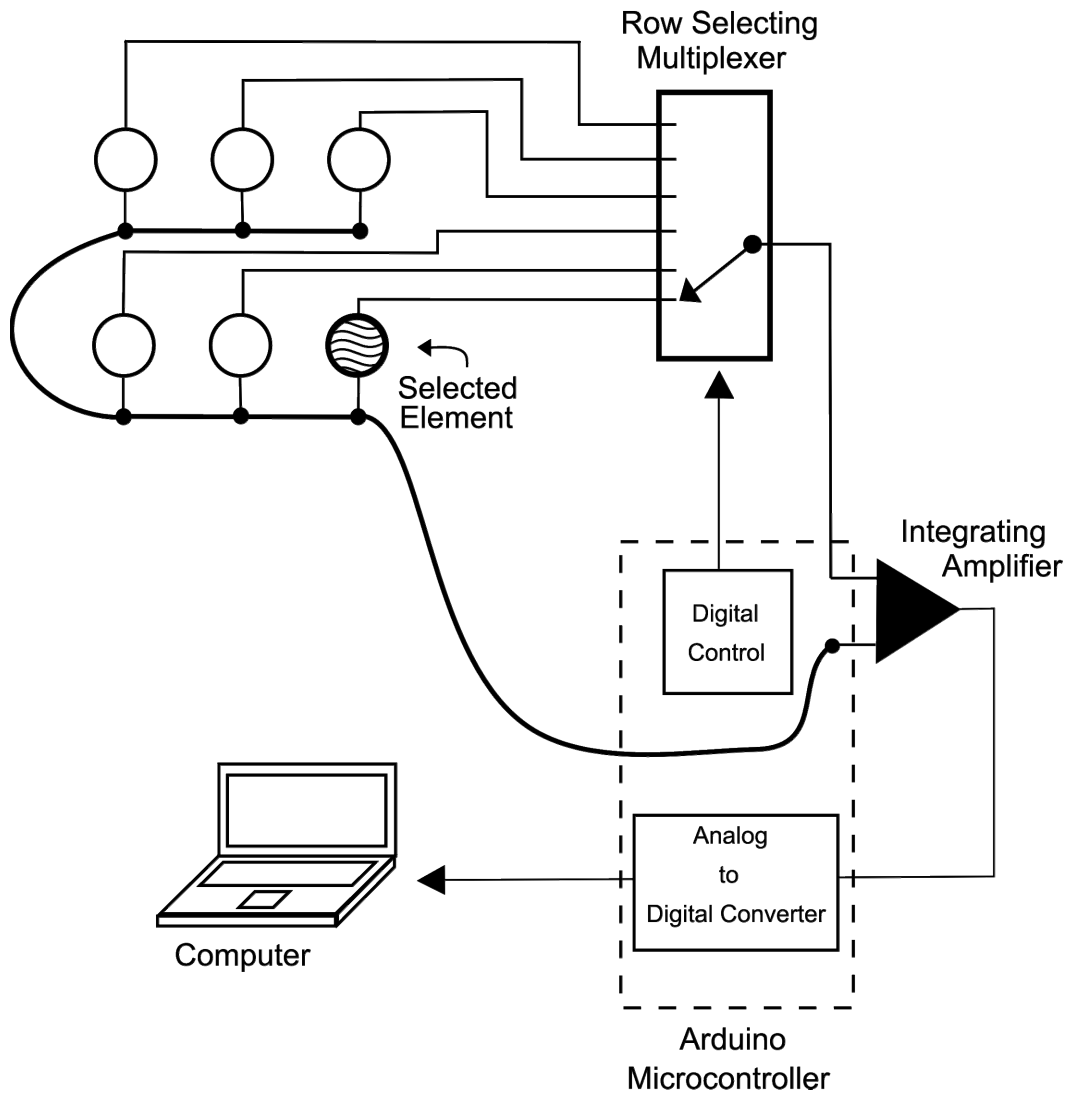 Row Selecting
Multiplexer
Selected
Element
Integrating
Amplifier
Digital
Control
Analog
to
Digital Converter
Computer
Arduino
Microcontroller